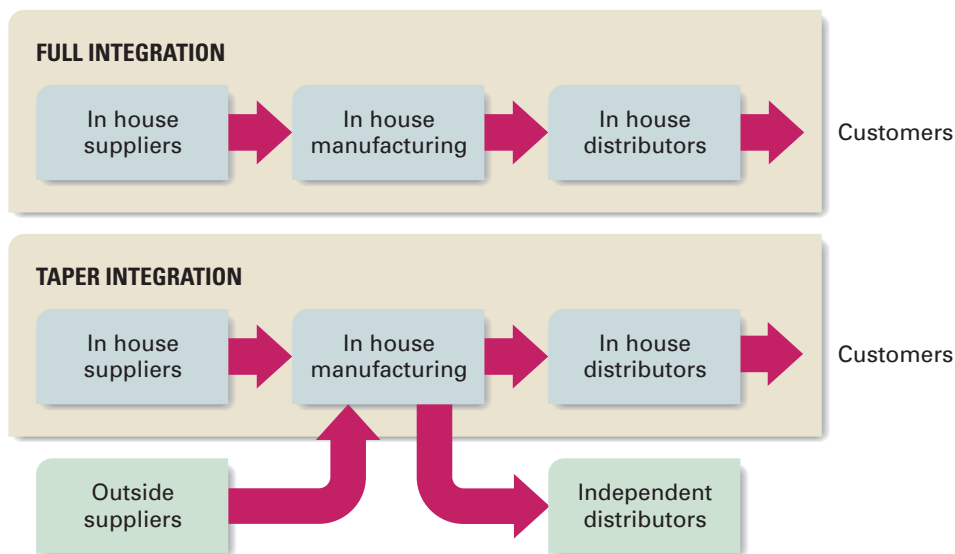 FULL INTEGRATION
In house
suppliers
In house
manufacturing
In house
distributors
Customers
TAPER INTEGRATION
In house
suppliers
In house
manufacturing
In house
distributors
Customers
Outside
suppliers
Independent
distributors